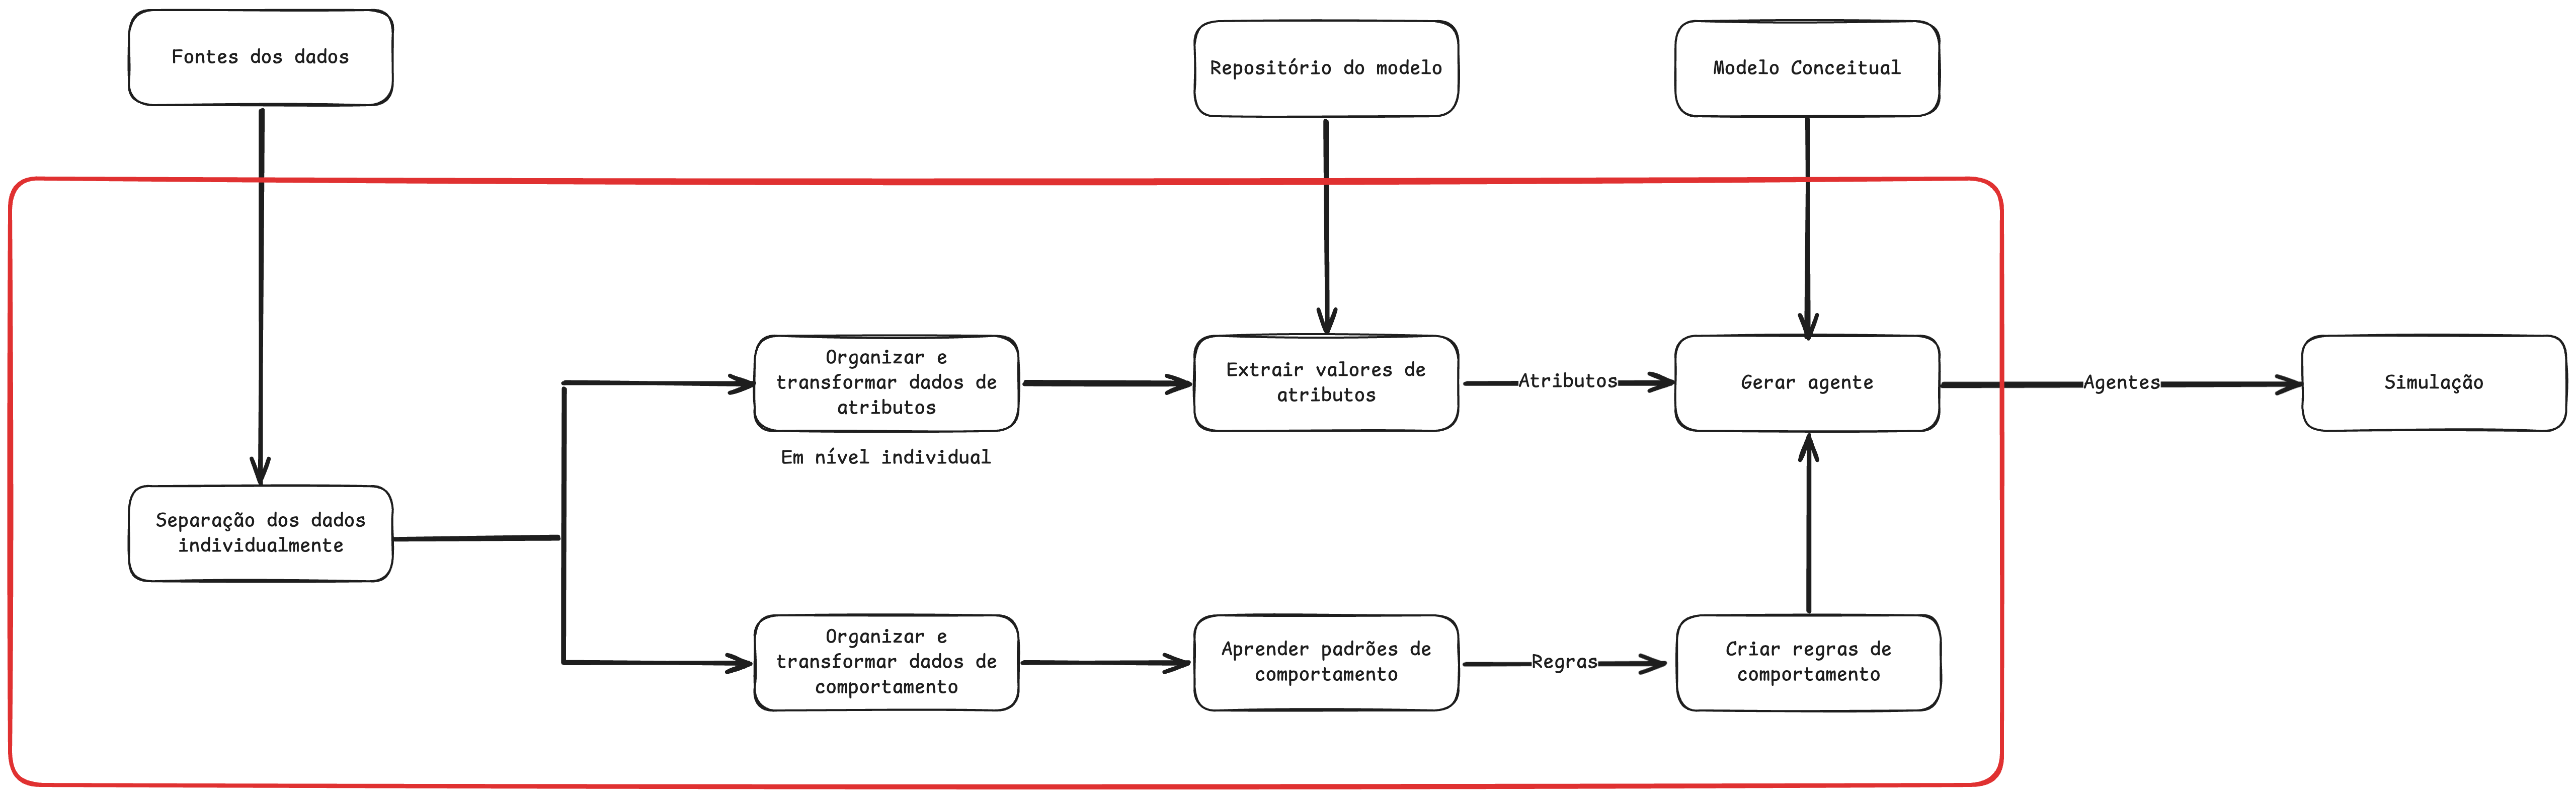 Fontes dos dados
Repositório do modelo
Modelo Conceitual
Organizar e
transformar dados de
atributos
Em nível individual
Extrair valores de
atributos
Atributos
Gerar agente
Agentes
Simulação
Separação dos dados
individualmente
Organizar e
transformar dados de
comportamento
Aprender padrões de
comportamento
Regras
Criar regras de
comportamento